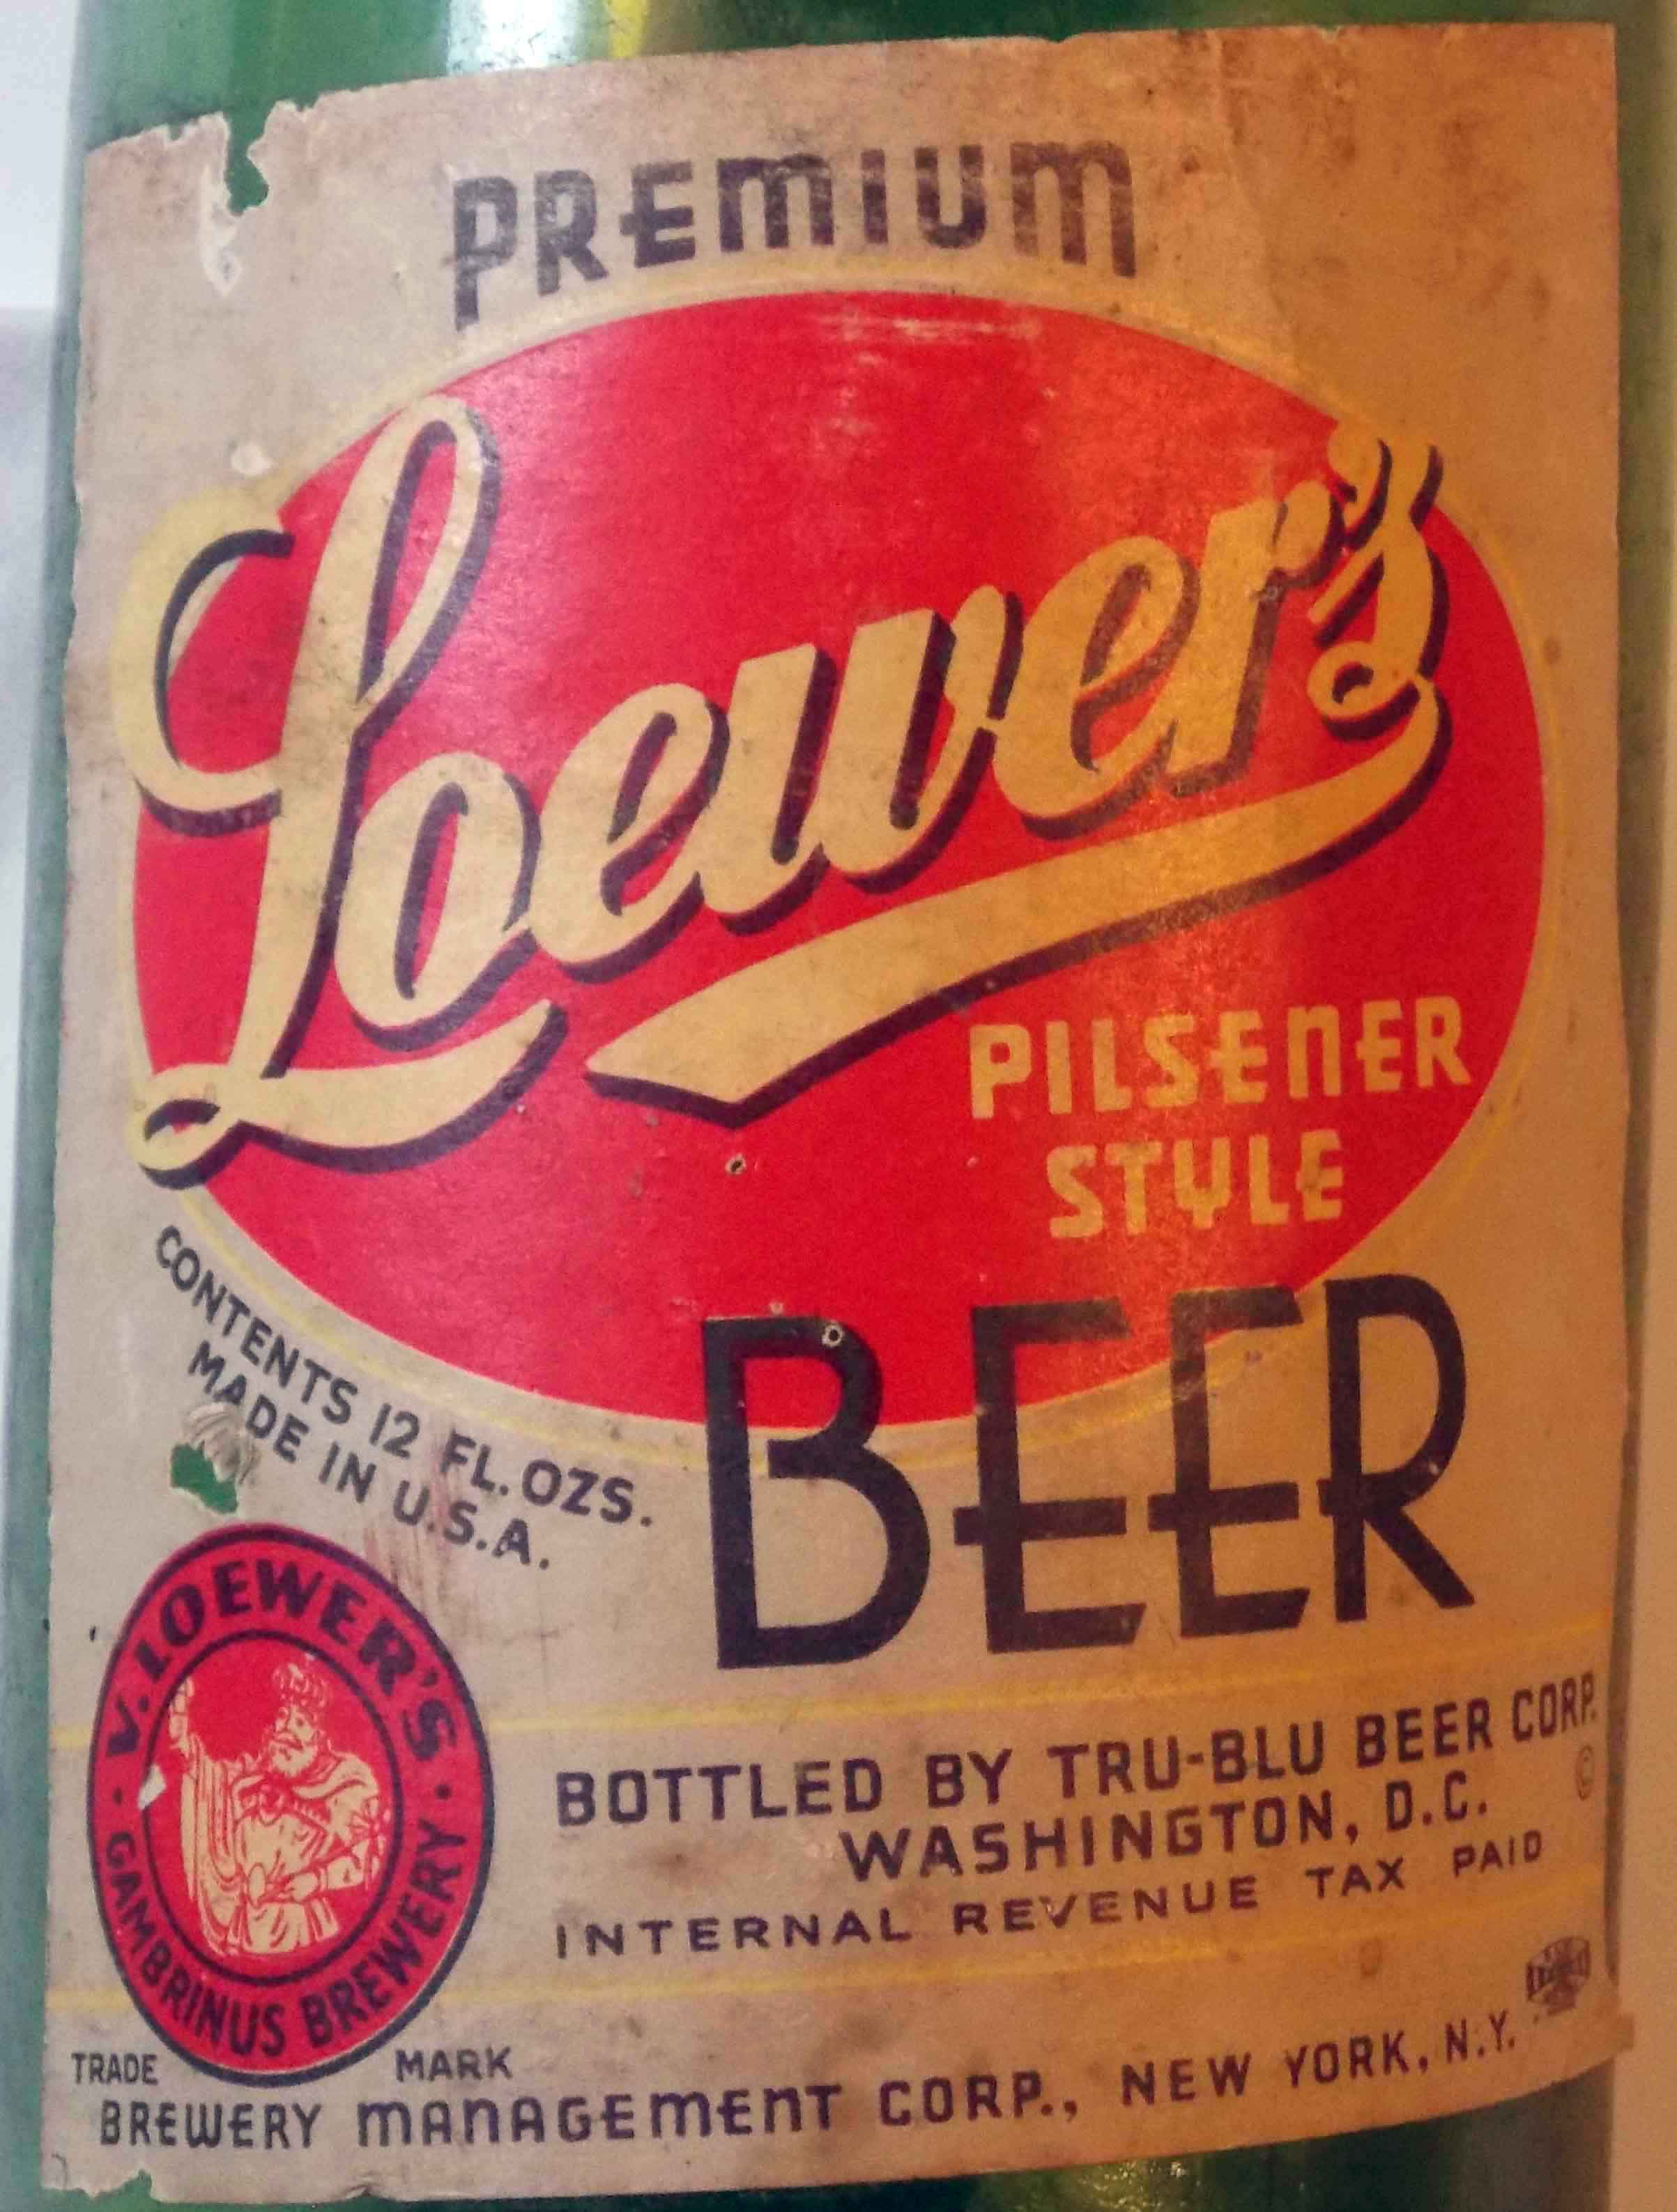 PREMIUM
Loewer's
PILSENER
STYLE
BEER
CONTENTS 12 FL. OZS.
MADE IN U.S.A.
V. LOEWER'S
GAMBRINUS BREWERY
TRADE MARK
BOTTLED BY TRU-BLU BEER CORP.
WASHINGTON, D.C. ©
INTERNAL REVENUE TAX PAID
BREWERY MANAGEMENT CORP., NEW YORK, N.Y.